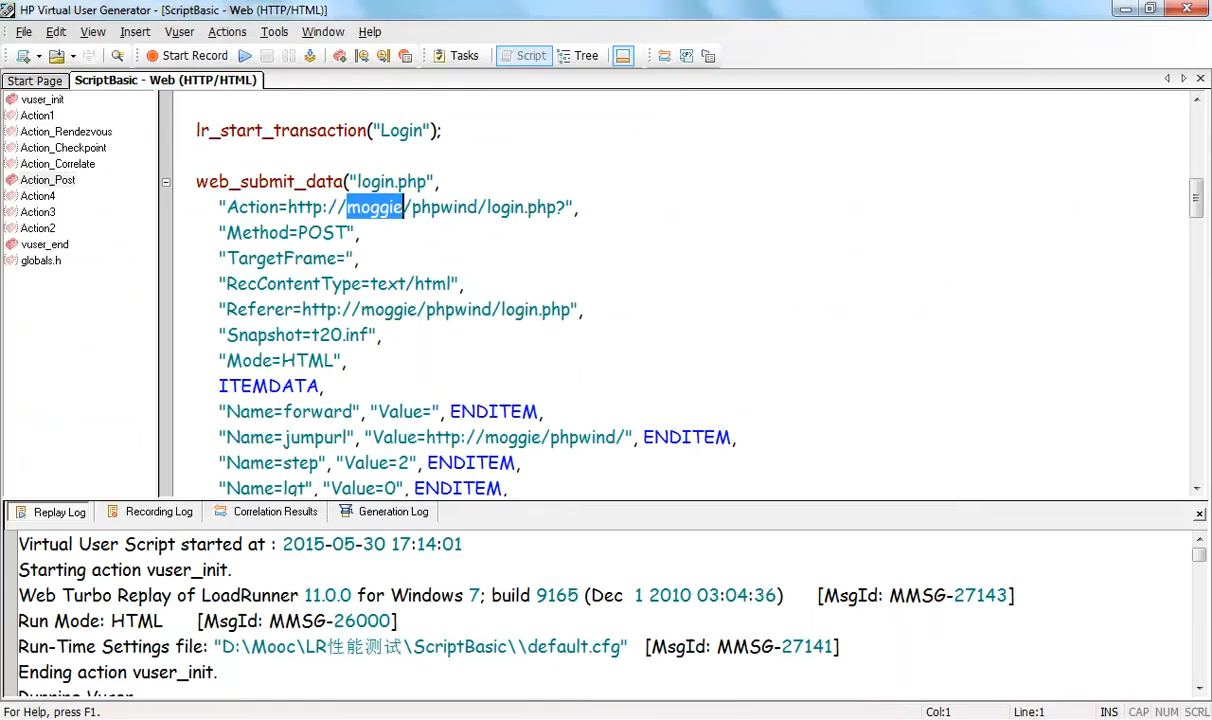 HP Virtual User Generator - [ScriptBasic - Web (HTTP/HTML)]
File Edit View Insert Vuser Actions Tools Window Help
Start Record Tasks Script Tree
Start Page ScriptBasic - Web (HTTP/HTML)
vuser_init
Action1
Action_Rendezvous
Action_Checkpoint
Action_Correlate
Action_Post
Action4
Action3
Action2
vuser_end
globals.h
lr_start_transaction("Login");
web_submit_data("login.php",
"Action=http://moggie/phpwind/login.php?",
"Method=POST",
"TargetFrame=",
"RecContentType=text/html",
"Referer=http://moggie/phpwind/login.php",
"Snapshot=t20.inf",
"Mode=HTML",
ITEMDATA,
"Name=forward", "Value=", ENDITEM,
"Name=jumpurl", "Value=http://moggie/phpwind/", ENDITEM,
"Name=step", "Value=2", ENDITEM,
"Name=lgt", "Value=0", ENDITEM,
Replay Log Recording Log Correlation Results Generation Log
Virtual User Script started at : 2015-05-30 17:14:01
Starting action vuser_init.
Web Turbo Replay of LoadRunner 11.0.0 for Windows 7; build 9165 (Dec 1 2010 03:04:36) [MsgId: MMSG-27143]
Run Mode: HTML [MsgId: MMSG-26000]
Run-Time Settings file: "D:\Mooc\LR性能测试\ScriptBasic\\default.cfg" [MsgId: MMSG-27141]
Ending action vuser_init.
Running Vuser
For Help, press F1. Col:1 Line:1 INS CAP NUM SCRL